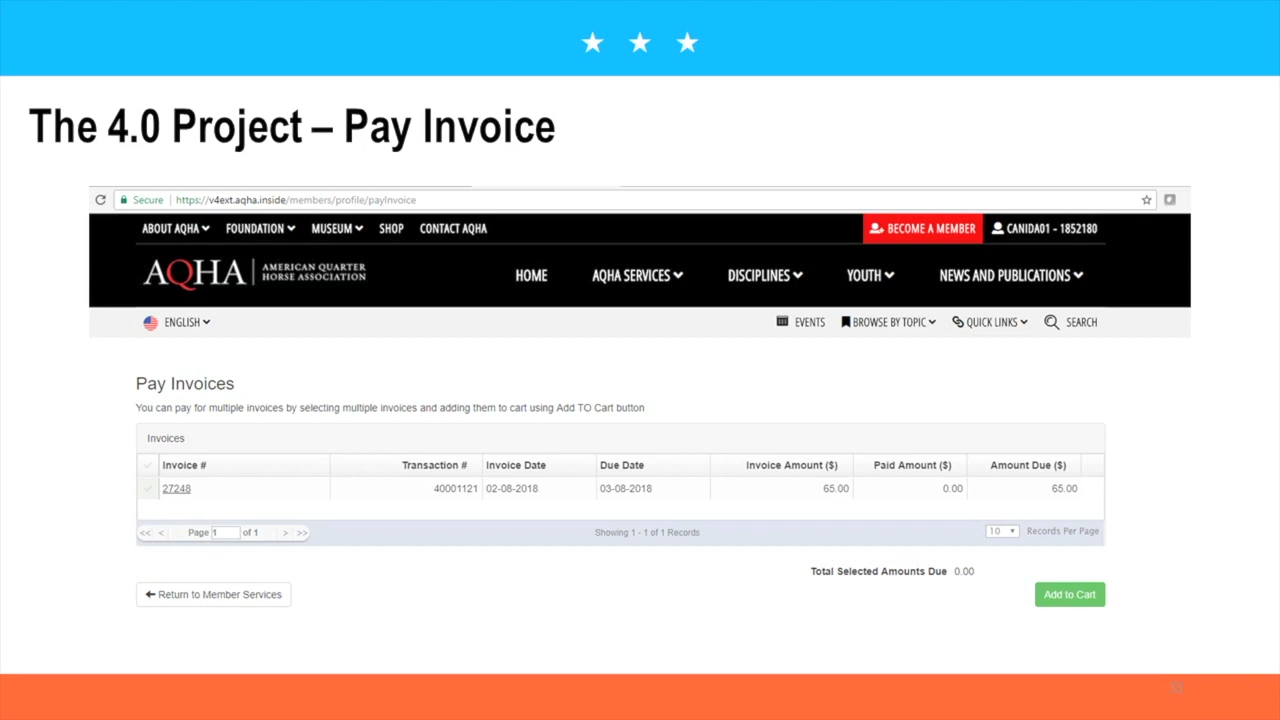 The 4.0 Project – Pay Invoice
Secure https://v4ext.aqha.inside/members/profile/payInvoice
ABOUT AQHA FOUNDATION MUSEUM SHOP CONTACT AQHA BECOME A MEMBER CANIDA01 - 1852180
AQHA AMERICAN QUARTER
HORSE ASSOCIATION
HOME AQHA SERVICES DISCIPLINES YOUTH NEWS AND PUBLICATIONS
ENGLISH EVENTS BROWSE BY TOPIC QUICK LINKS SEARCH
Pay Invoices
You can pay for multiple invoices by selecting multiple invoices and adding them to cart using Add TO Cart button
Invoices
Invoice # Transaction # Invoice Date Due Date Invoice Amount ($) Paid Amount ($) Amount Due ($)
27248 40001121 02-08-2018 03-08-2018 65.00 0.00 65.00
<< < Page 1 of 1 > >> Showing 1 - 1 of 1 Records 10 Records Per Page
Total Selected Amounts Due 0.00
Return to Member Services Add to Cart